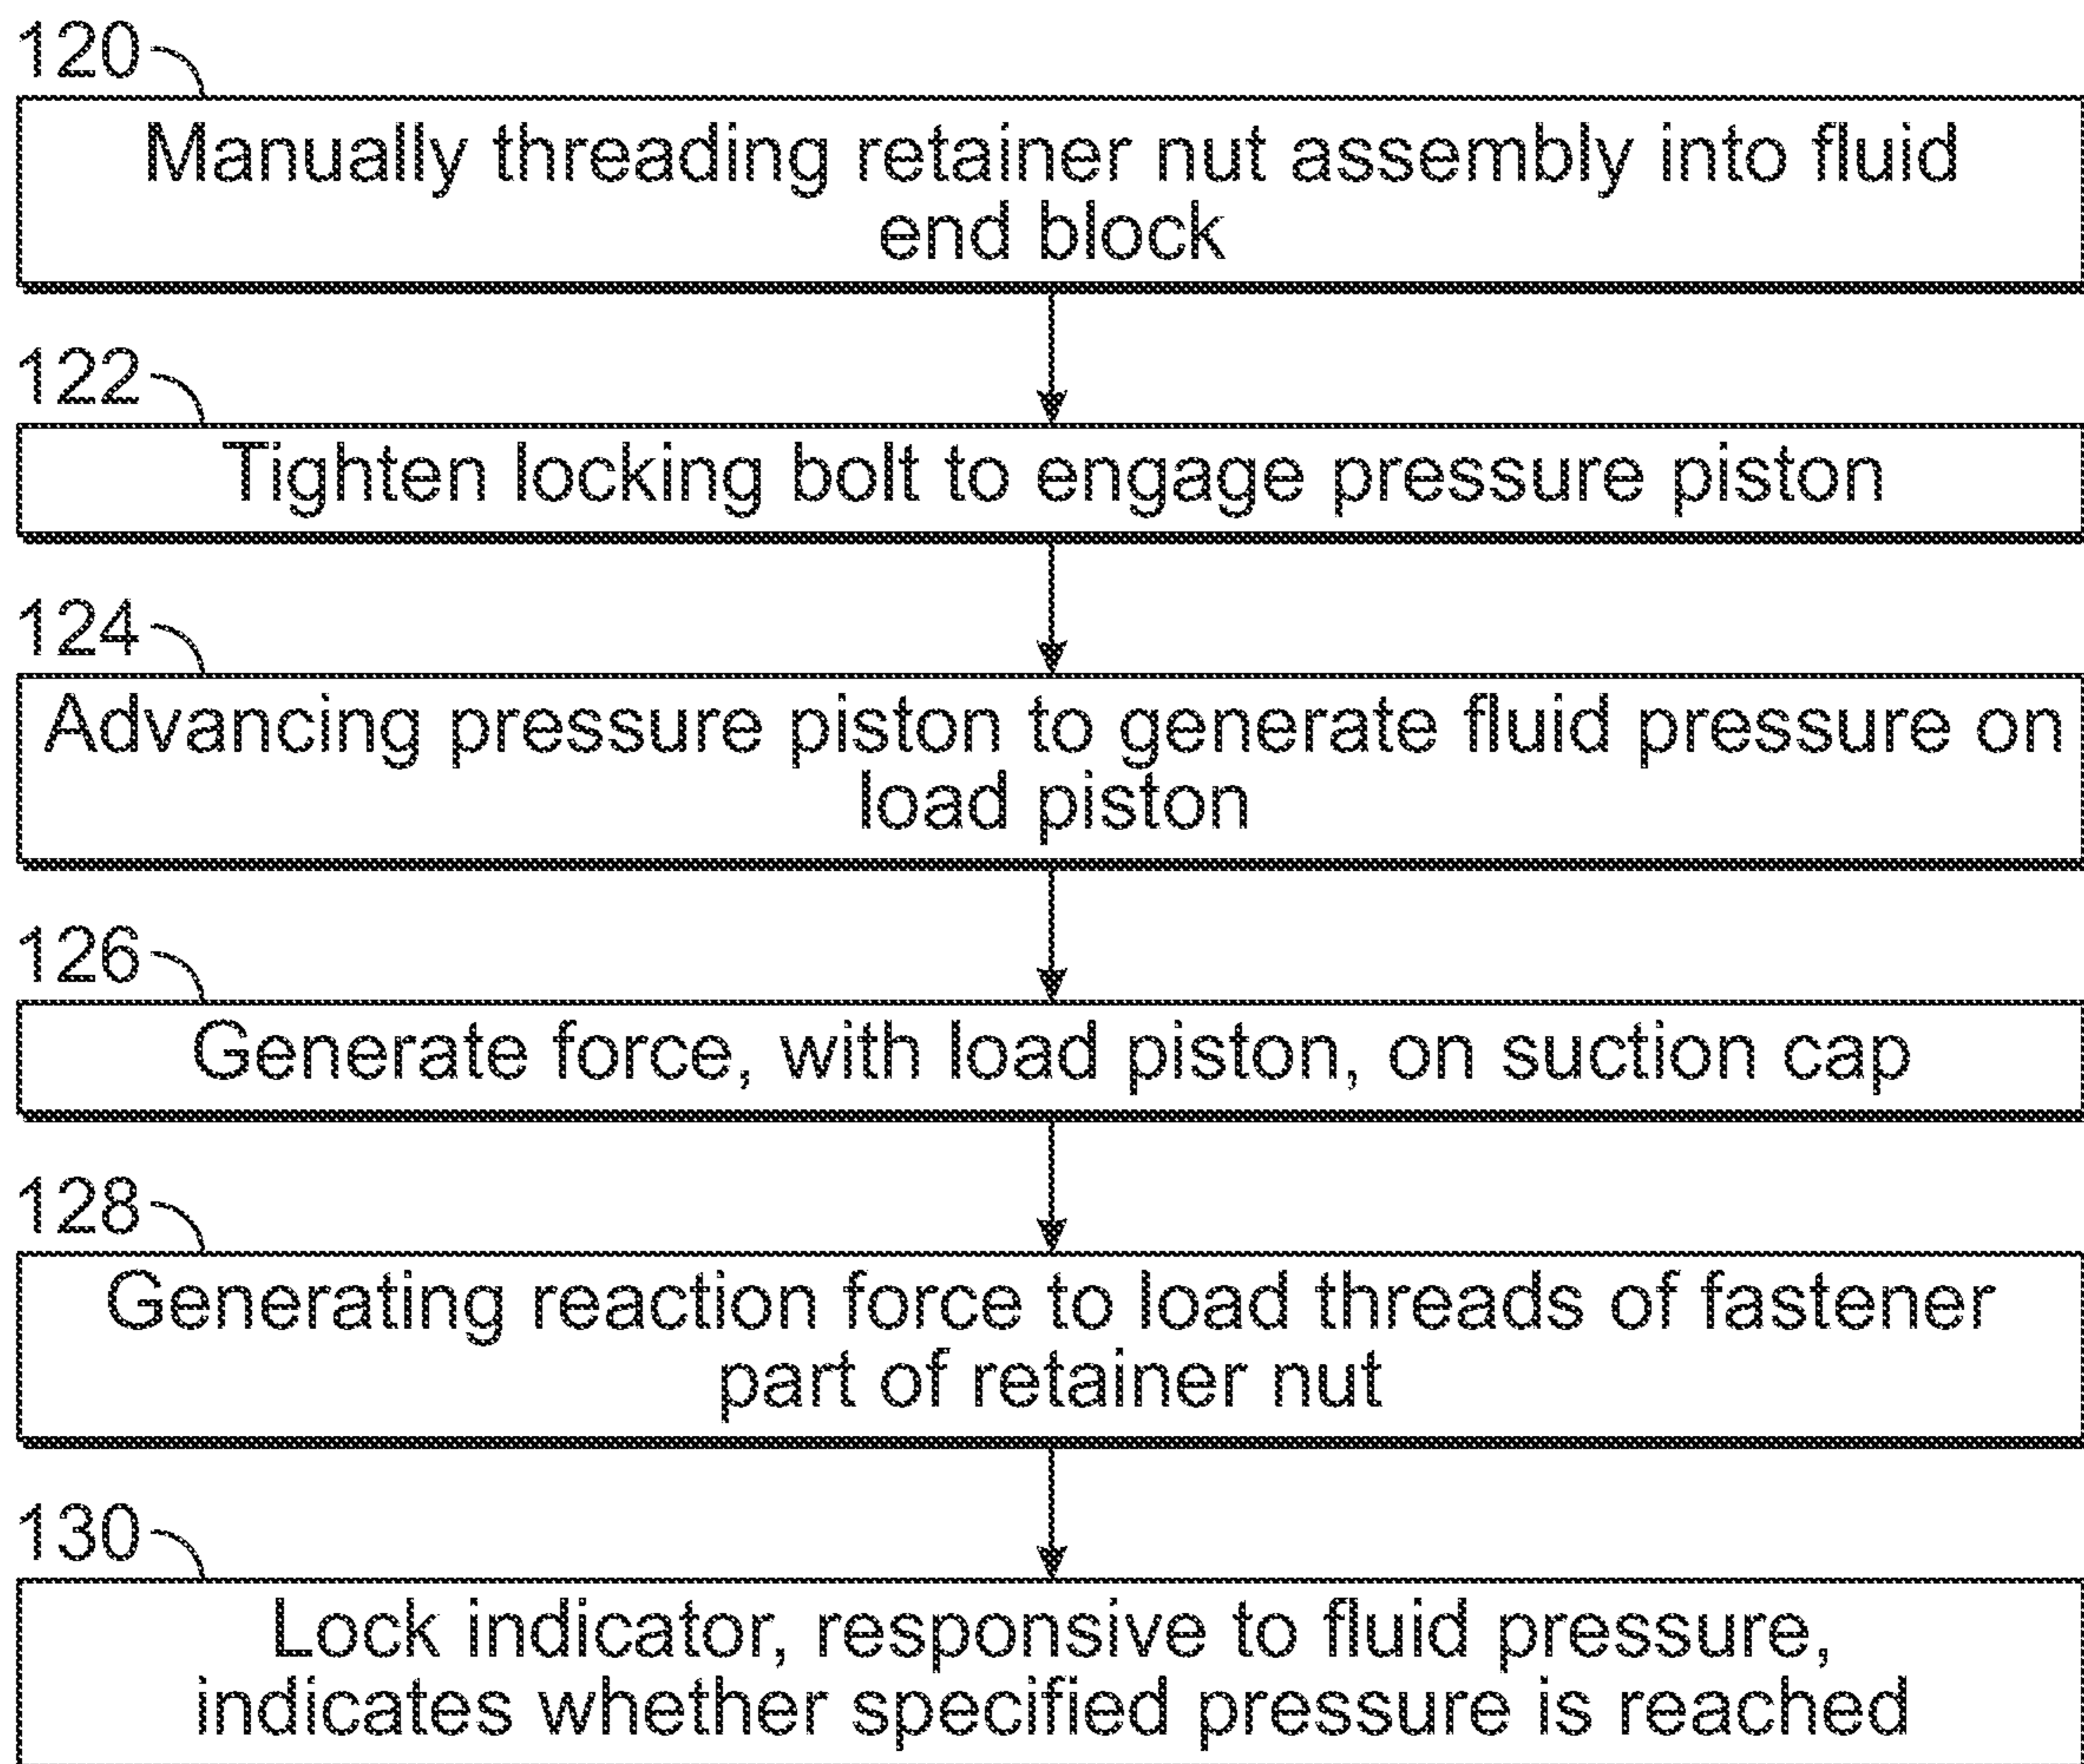 120
Manually threading retainer nut assembly into fluid
end block
122
Tighten locking bolt to engage pressure piston
124
Advancing pressure piston to generate fluid pressure on
load piston
126
Generate force, with load piston, on suction cap
128
Generating reaction force to load threads of fastener
part of retainer nut
130
Lock indicator, responsive to fluid pressure,
indicates whether specified pressure is reached